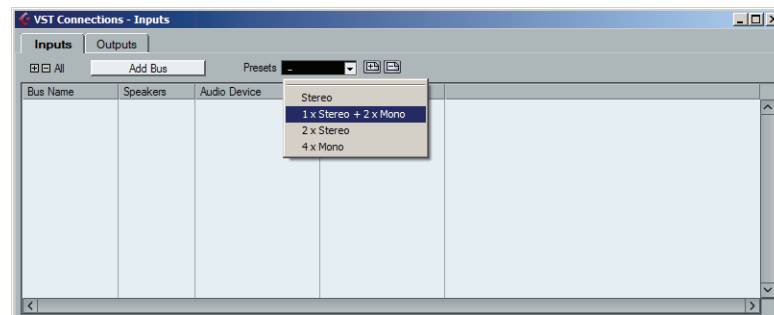 VST Connections - Inputs
Inputs Outputs
All Add Bus Presets -
Bus Name Speakers Audio Device
Stereo
1 x Stereo + 2 x Mono
2 x Stereo
4 x Mono